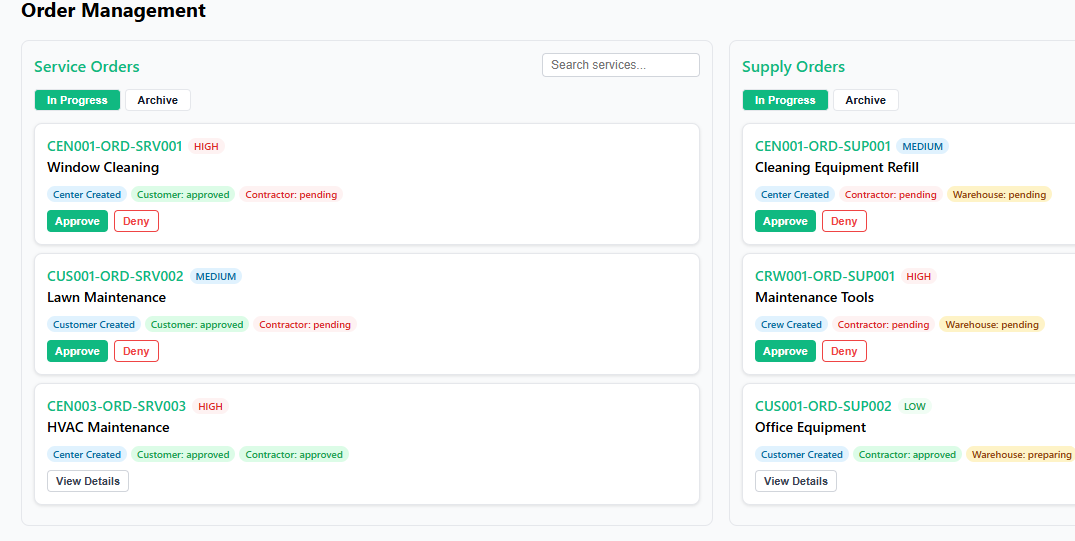 Order Management
Service Orders
Search services...
In Progress Archive
CEN001-ORD-SRV001 HIGH
Window Cleaning
Center Created Customer: approved Contractor: pending
Approve Deny
CUS001-ORD-SRV002 MEDIUM
Lawn Maintenance
Customer Created Customer: approved Contractor: pending
Approve Deny
CEN003-ORD-SRV003 HIGH
HVAC Maintenance
Center Created Customer: approved Contractor: approved
View Details
Supply Orders
In Progress Archive
CEN001-ORD-SUP001 MEDIUM
Cleaning Equipment Refill
Center Created Contractor: pending Warehouse: pending
Approve Deny
CRW001-ORD-SUP001 HIGH
Maintenance Tools
Crew Created Contractor: pending Warehouse: pending
Approve Deny
CUS001-ORD-SUP002 LOW
Office Equipment
Customer Created Contractor: approved Warehouse: preparing
View Details